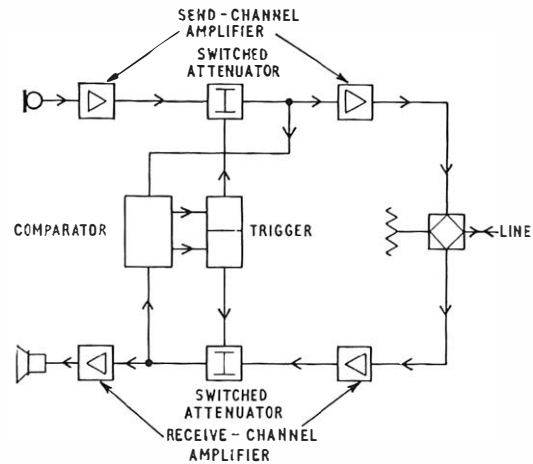 SEND-CHANNEL
AMPLIFIER
SWITCHED
ATTENUATOR
COMPARATOR
TRIGGER
LINE
SWITCHED
ATTENUATOR
RECEIVE-CHANNEL
AMPLIFIER